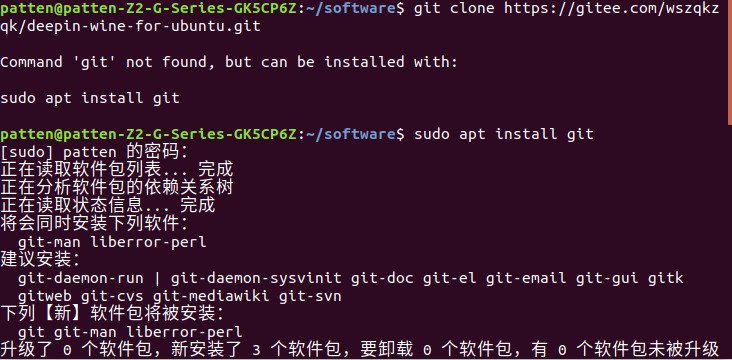 patten@patten-Z2-G-Series-GK5CP6Z:~/software$ git clone https://gitee.com/wszqkz
qk/deepin-wine-for-ubuntu.git
Command 'git' not found, but can be installed with:
sudo apt install git
patten@patten-Z2-G-Series-GK5CP6Z:~/software$ sudo apt install git
[sudo] patten 的密码：
正在读取软件包列表... 完成
正在分析软件包的依赖关系树
正在读取状态信息... 完成
将会同时安装下列软件：
  git-man liberror-perl
建议安装：
  git-daemon-run | git-daemon-sysvinit git-doc git-el git-email git-gui gitk
  gitweb git-cvs git-mediawiki git-svn
下列【新】软件包将被安装：
  git git-man liberror-perl
升级了 0 个软件包，新安装了 3 个软件包，要卸载 0 个软件包，有 0 个软件包未被升级